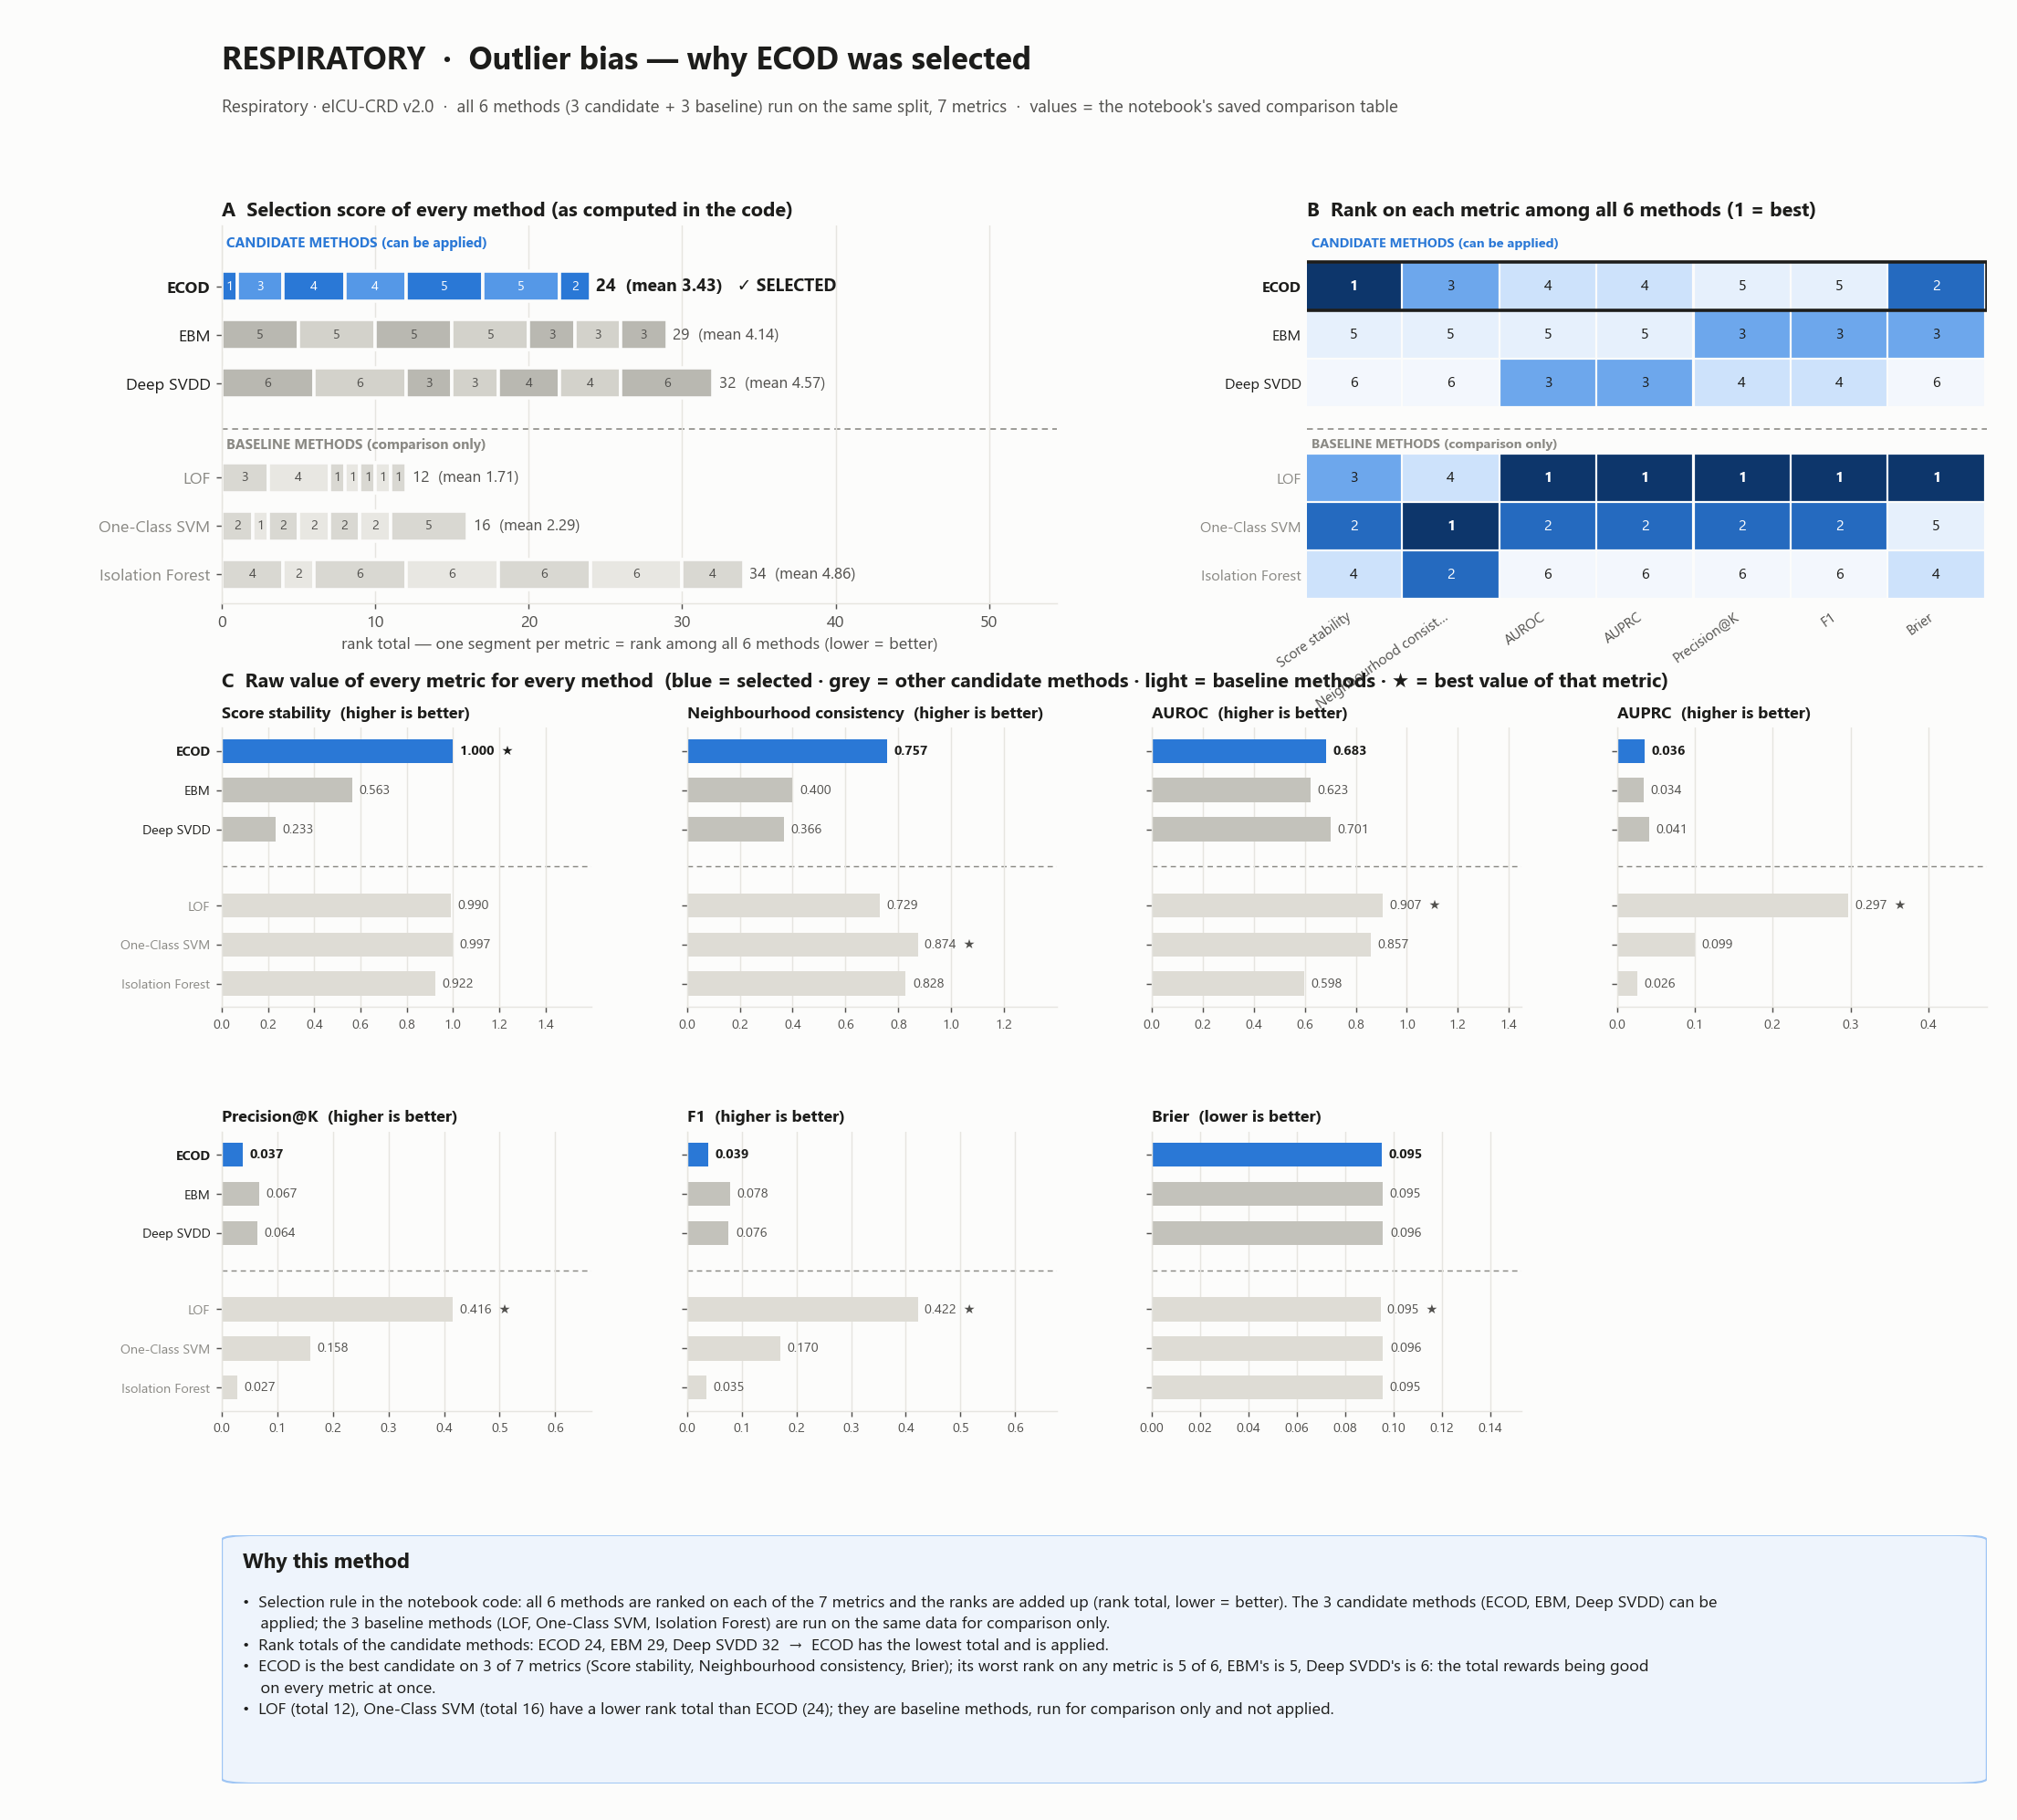 RESPIRATORY · Outlier bias — why ECOD was selected
Respiratory · eICU-CRD v2.0 · all 6 methods (3 candidate + 3 baseline) run on the same split, 7 metrics · values = the notebook's saved comparison table
A Selection score of every method (as computed in the code)
CANDIDATE METHODS (can be applied)
ECOD 1 3 4 4 5 5 2 24 (mean 3.43) ✓ SELECTED
EBM 5 5 5 5 3 3 3 29 (mean 4.14)
Deep SVDD 6 6 3 3 4 4 6 32 (mean 4.57)
BASELINE METHODS (comparison only)
LOF 3 4 1 1 1 1 1 12 (mean 1.71)
One-Class SVM 2 1 2 2 2 2 5 16 (mean 2.29)
Isolation Forest 4 2 6 6 6 6 4 34 (mean 4.86)
0 10 20 30 40 50
rank total — one segment per metric = rank among all 6 methods (lower = better)
B Rank on each metric among all 6 methods (1 = best)
CANDIDATE METHODS (can be applied)
ECOD 1 3 4 4 5 5 2
EBM 5 5 5 5 3 3 3
Deep SVDD 6 6 3 3 4 4 6
BASELINE METHODS (comparison only)
LOF 3 4 1 1 1 1 1
One-Class SVM 2 1 2 2 2 2 5
Isolation Forest 4 2 6 6 6 6 4
Score stability
Neighbourhood consist...
AUROC
AUPRC
Precision@K
F1
Brier
C Raw value of every metric for every method (blue = selected · grey = other candidate methods · light = baseline methods · ★ = best value of that metric)
Score stability (higher is better)
ECOD 1.000 ★
EBM 0.563
Deep SVDD 0.233
LOF 0.990
One-Class SVM 0.997
Isolation Forest 0.922
0.0 0.2 0.4 0.6 0.8 1.0 1.2 1.4
Neighbourhood consistency (higher is better)
0.757
0.400
0.366
0.729
0.874 ★
0.828
0.0 0.2 0.4 0.6 0.8 1.0 1.2
AUROC (higher is better)
0.683
0.623
0.701
0.907 ★
0.857
0.598
0.0 0.2 0.4 0.6 0.8 1.0 1.2 1.4
AUPRC (higher is better)
0.036
0.034
0.041
0.297 ★
0.099
0.026
0.0 0.1 0.2 0.3 0.4
Precision@K (higher is better)
ECOD 0.037
EBM 0.067
Deep SVDD 0.064
LOF 0.416 ★
One-Class SVM 0.158
Isolation Forest 0.027
0.0 0.1 0.2 0.3 0.4 0.5 0.6
F1 (higher is better)
0.039
0.078
0.076
0.422 ★
0.170
0.035
0.0 0.1 0.2 0.3 0.4 0.5 0.6
Brier (lower is better)
0.095
0.095
0.096
0.095 ★
0.096
0.095
0.00 0.02 0.04 0.06 0.08 0.10 0.12 0.14
Why this method
• Selection rule in the notebook code: all 6 methods are ranked on each of the 7 metrics and the ranks are added up (rank total, lower = better). The 3 candidate methods (ECOD, EBM, Deep SVDD) can be
applied; the 3 baseline methods (LOF, One-Class SVM, Isolation Forest) are run on the same data for comparison only.
• Rank totals of the candidate methods: ECOD 24, EBM 29, Deep SVDD 32 → ECOD has the lowest total and is applied.
• ECOD is the best candidate on 3 of 7 metrics (Score stability, Neighbourhood consistency, Brier); its worst rank on any metric is 5 of 6, EBM's is 5, Deep SVDD's is 6: the total rewards being good
on every metric at once.
• LOF (total 12), One-Class SVM (total 16) have a lower rank total than ECOD (24); they are baseline methods, run for comparison only and not applied.